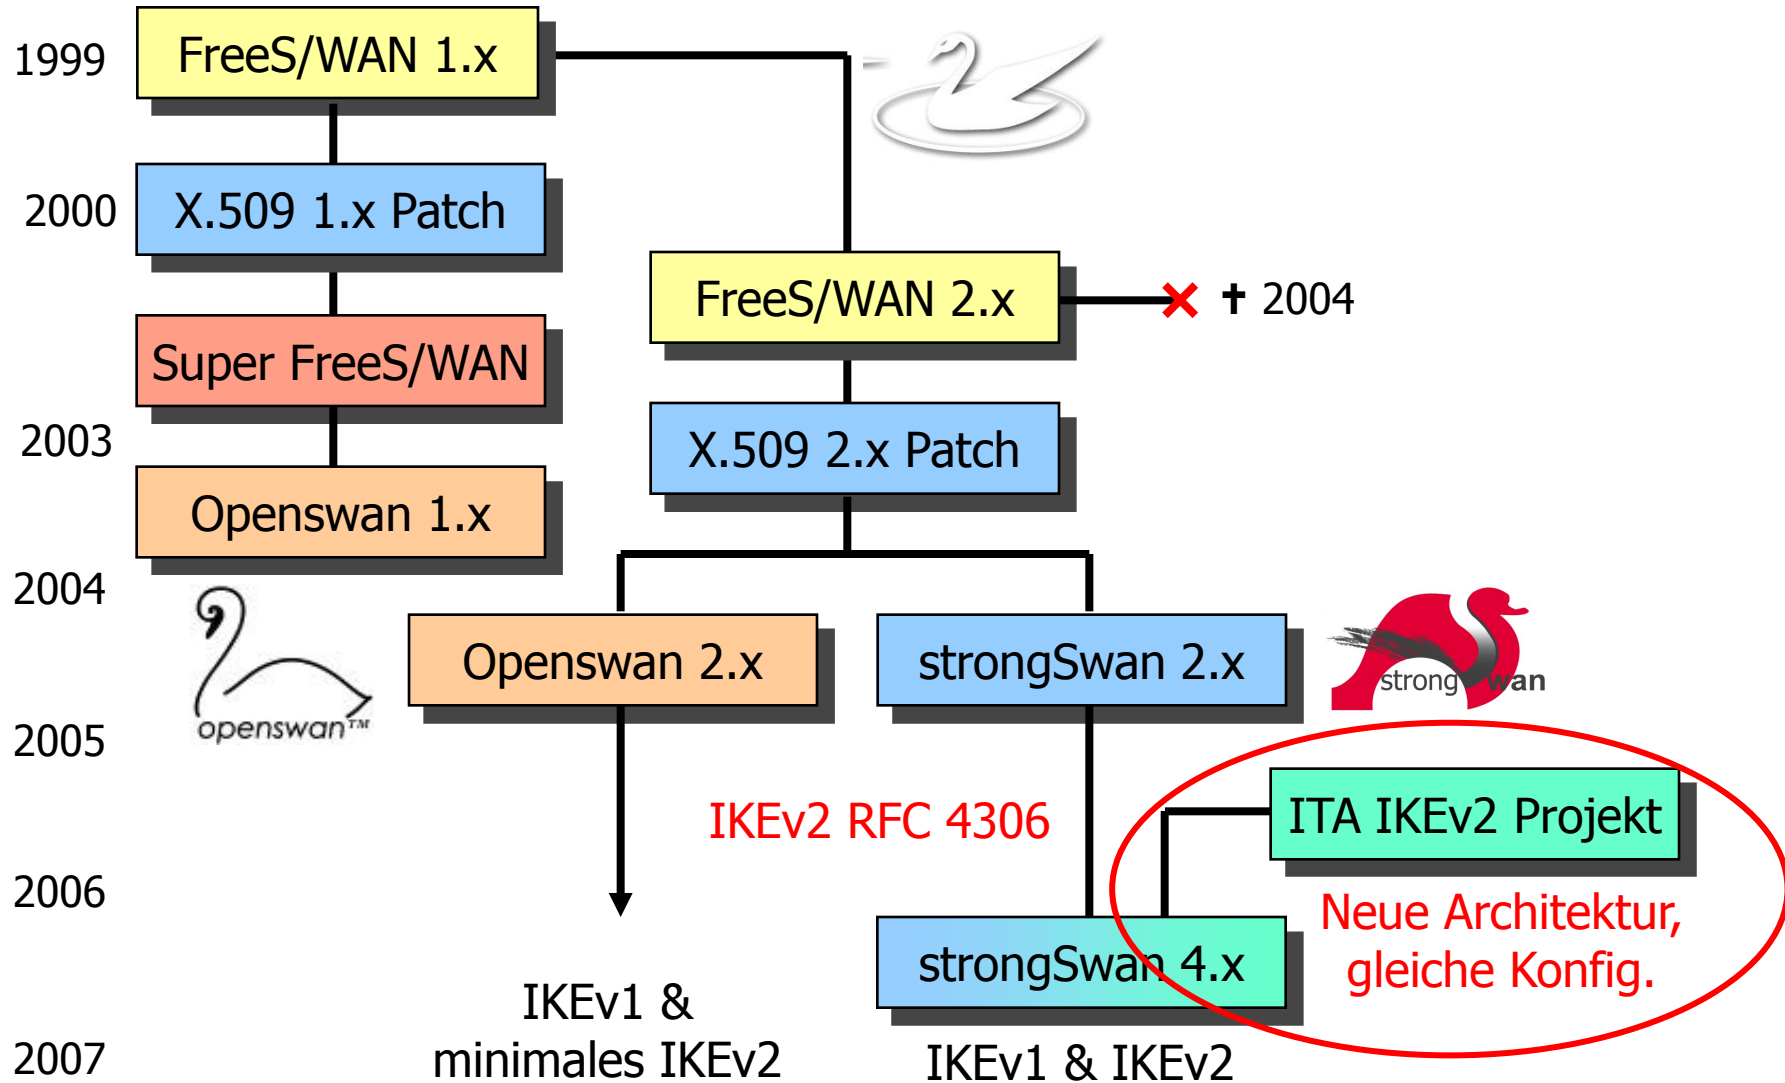 1999
FreeS/WAN 1.x
2000
X.509 1.x Patch
FreeS/WAN 2.x
✝ 2004
Super FreeS/WAN
2003
X.509 2.x Patch
Openswan 1.x
2004
openswan™
Openswan 2.x
strongSwan 2.x
strongSwan
2005
IKEv2 RFC 4306
ITA IKEv2 Projekt
2006
Neue Architektur,
gleiche Konfig.
strongSwan 4.x
IKEv1 &
minimales IKEv2
IKEv1 & IKEv2
2007